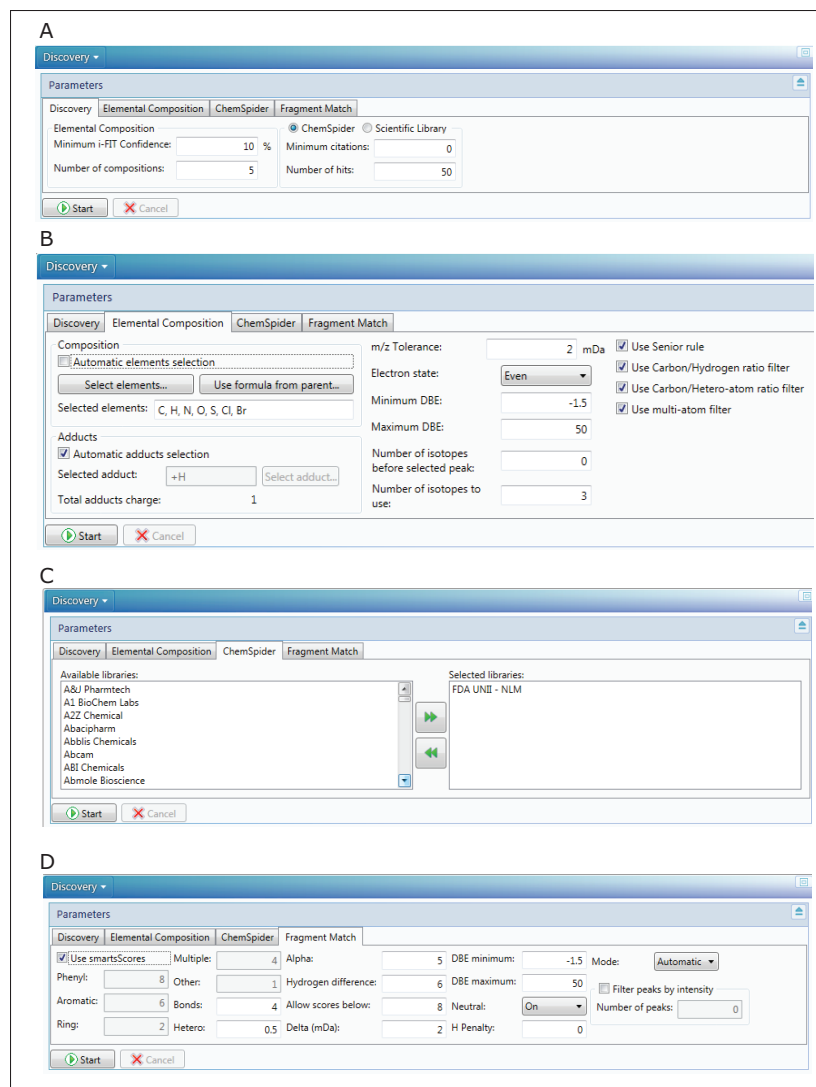 A
Discovery
Parameters
Discovery Elemental Composition ChemSpider Fragment Match
Elemental Composition
Minimum i-FIT Confidence: 10 %
Number of compositions: 5
ChemSpider Scientific Library
Minimum citations: 0
Number of hits: 50
Start Cancel
B
Discovery
Parameters
Discovery Elemental Composition ChemSpider Fragment Match
Composition
Automatic elements selection
Select elements... Use formula from parent...
Selected elements: C, H, N, O, S, Cl, Br
Adducts
Automatic adducts selection
Selected adduct: +H Select adduct...
Total adducts charge: 1
m/z Tolerance: 2 mDa
Electron state: Even
Minimum DBE: -1.5
Maximum DBE: 50
Number of isotopes
before selected peak: 0
Number of isotopes to
use: 3
Use Senior rule
Use Carbon/Hydrogen ratio filter
Use Carbon/Hetero-atom ratio filter
Use multi-atom filter
Start Cancel
C
Discovery
Parameters
Discovery Elemental Composition ChemSpider Fragment Match
Available libraries:
A&J Pharmtech
A1 BioChem Labs
A2Z Chemical
Abacipharm
Abblis Chemicals
Abcam
ABI Chemicals
Abmole Bioscience
Selected libraries:
FDA UNII - NLM
Start Cancel
D
Discovery
Parameters
Discovery Elemental Composition ChemSpider Fragment Match
Use smartsScores
Phenyl: 8
Aromatic: 6
Ring: 2
Multiple: 4
Other: 1
Bonds: 4
Hetero: 0.5
Alpha: 5
Hydrogen difference: 6
Allow scores below: 8
Delta (mDa): 2
DBE minimum: -1.5
DBE maximum: 50
Neutral: On
H Penalty: 0
Mode: Automatic
Filter peaks by intensity
Number of peaks: 0
Start Cancel